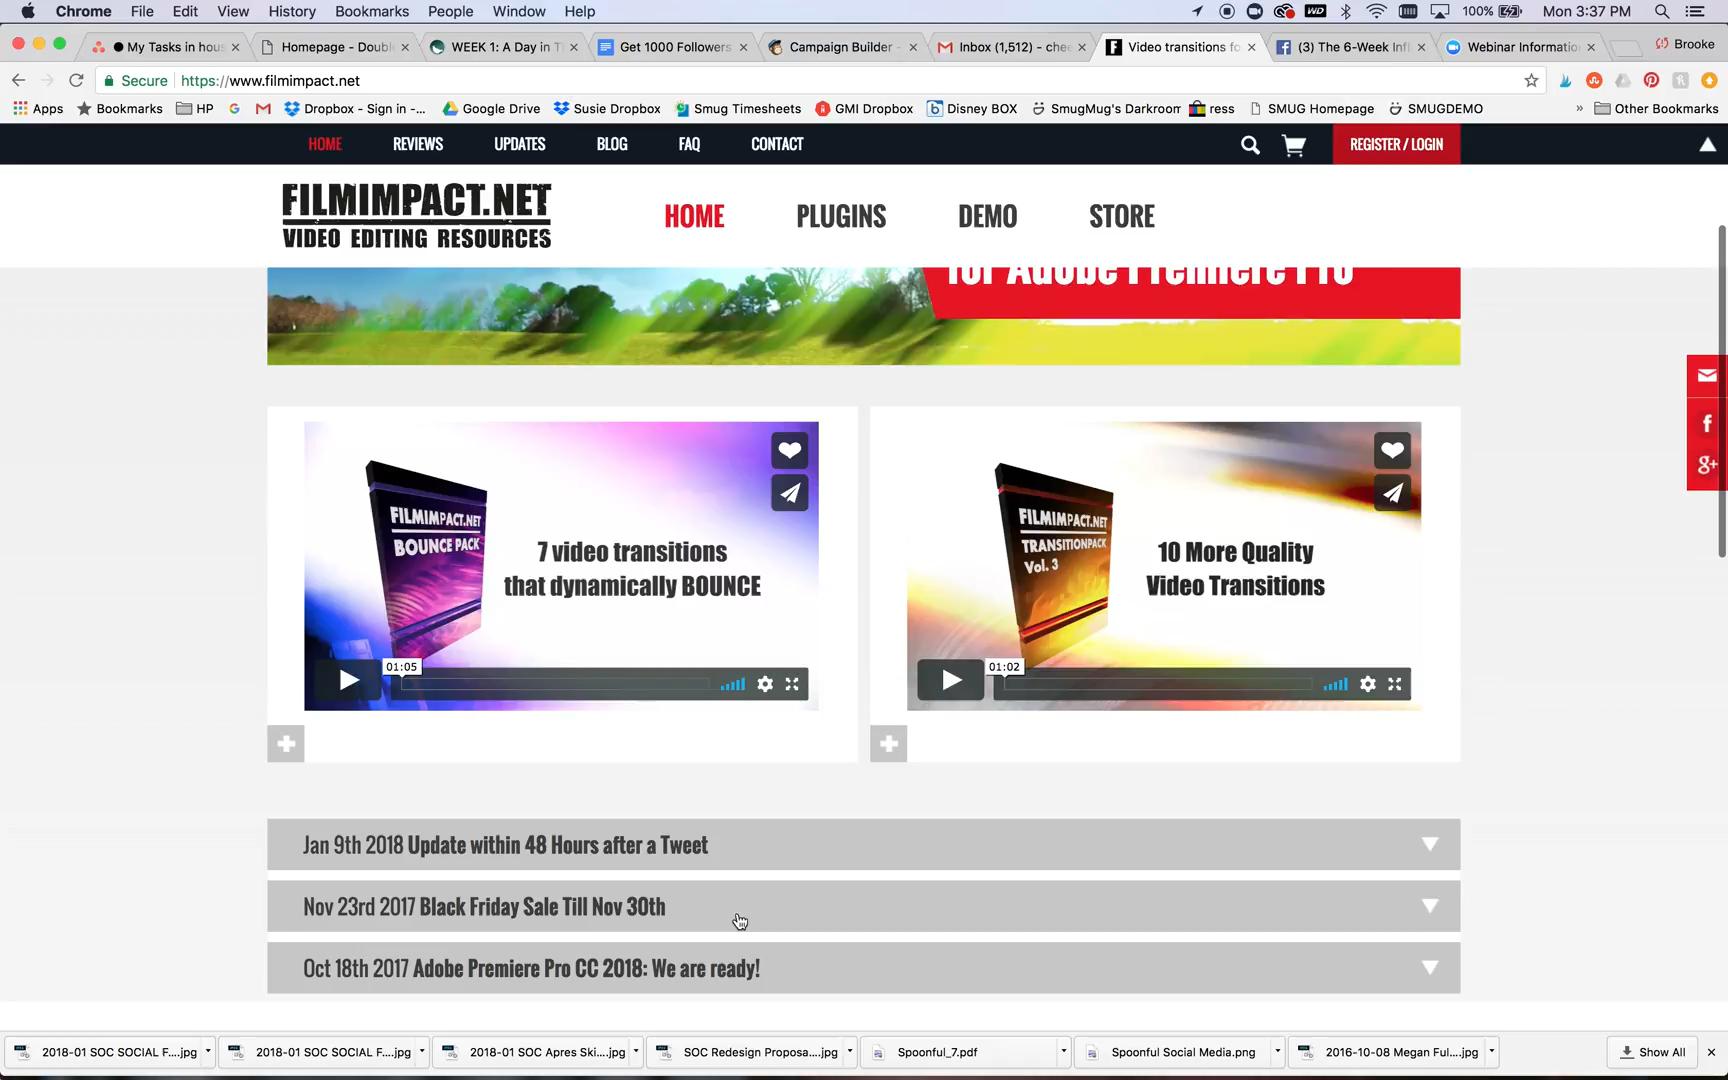 Chrome File Edit View History Bookmarks People Window Help WD 100% Mon 3:37 PM
My Tasks in hous Homepage - Double WEEK 1: A Day in T Get 1000 Followers Campaign Builder - Inbox (1,512) - chee Video transitions fo (3) The 6-Week Infl Webinar Informatio Brooke
Secure https://www.filmimpact.net
Apps Bookmarks HP Dropbox - Sign in -... Google Drive Susie Dropbox Smug Timesheets GMI Dropbox Disney BOX SmugMug's Darkroom ress SMUG Homepage SMUGDEMO » Other Bookmarks
HOME REVIEWS UPDATES BLOG FAQ CONTACT REGISTER / LOGIN
FILMIMPACT.NET
VIDEO EDITING RESOURCES
HOME PLUGINS DEMO STORE
for Adobe Premiere Pro
FILMIMPACT.NET
BOUNCE PACK
7 video transitions
that dynamically BOUNCE
01:05
FILMIMPACT.NET
TRANSITIONPACK
Vol. 3
10 More Quality
Video Transitions
01:02
Jan 9th 2018 Update within 48 Hours after a Tweet
Nov 23rd 2017 Black Friday Sale Till Nov 30th
Oct 18th 2017 Adobe Premiere Pro CC 2018: We are ready!
2018-01 SOC SOCIAL F....jpg 2018-01 SOC SOCIAL F....jpg 2018-01 SOC Apres Ski....jpg SOC Redesign Proposa....jpg Spoonful_7.pdf Spoonful Social Media.png 2016-10-08 Megan Ful....jpg Show All